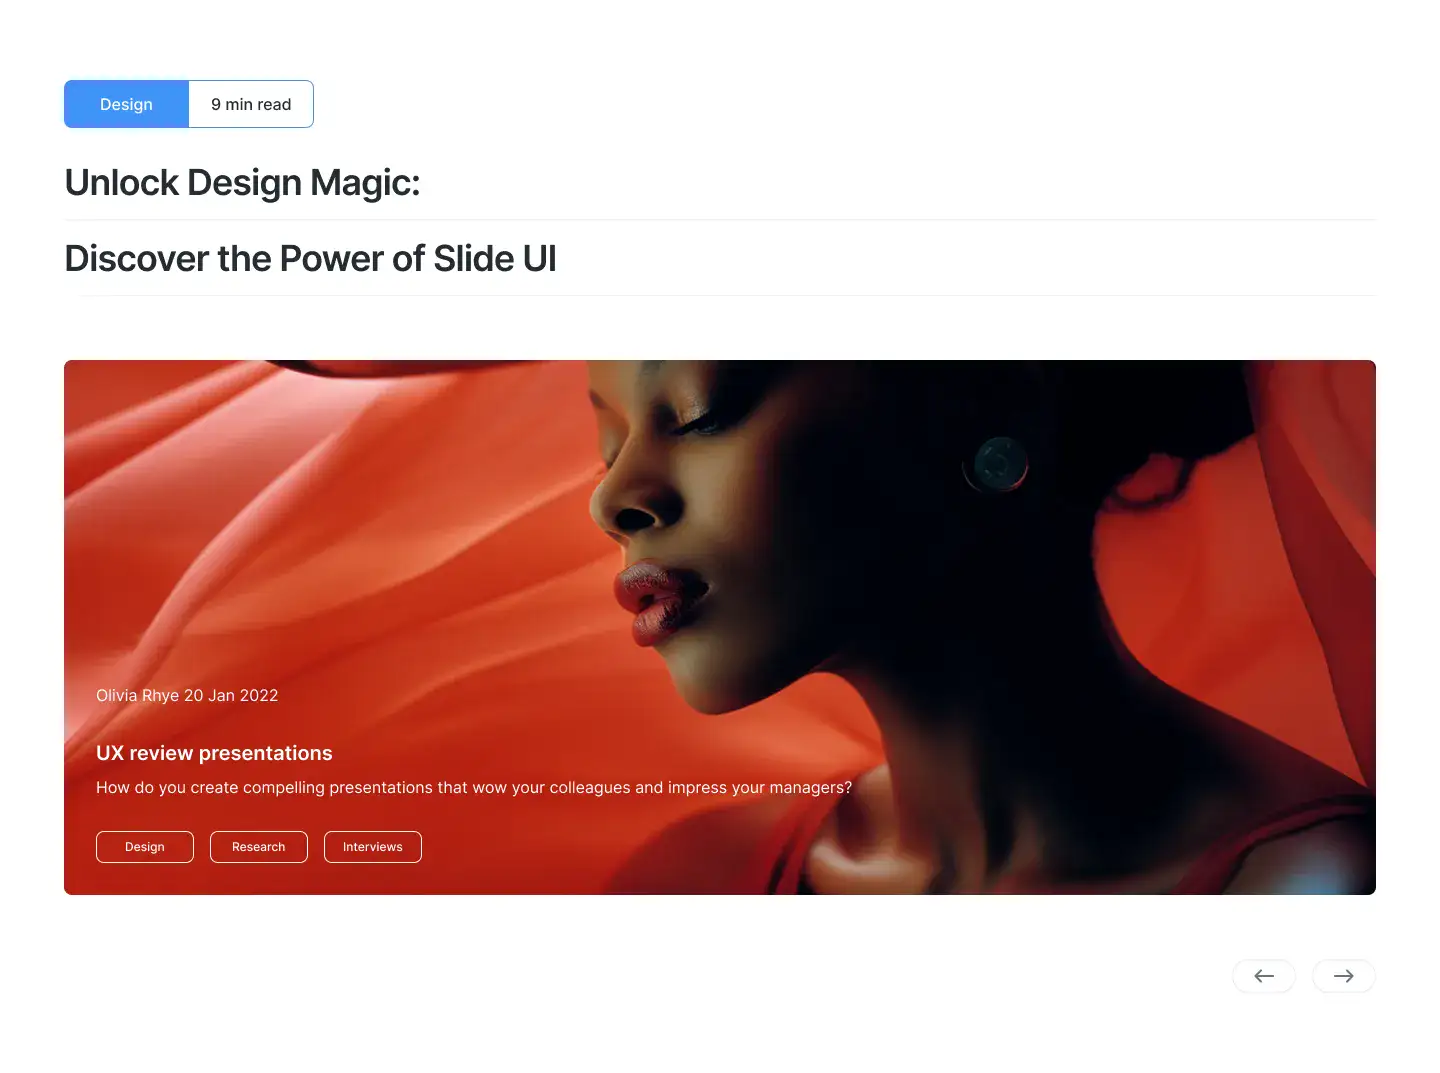 Design
9 min read
Unlock Design Magic:
Discover the Power of Slide UI
Olivia Rhye 20 Jan 2022
UX review presentations
How do you create compelling presentations that wow your colleagues and impress your managers?
Design
Research
Interviews